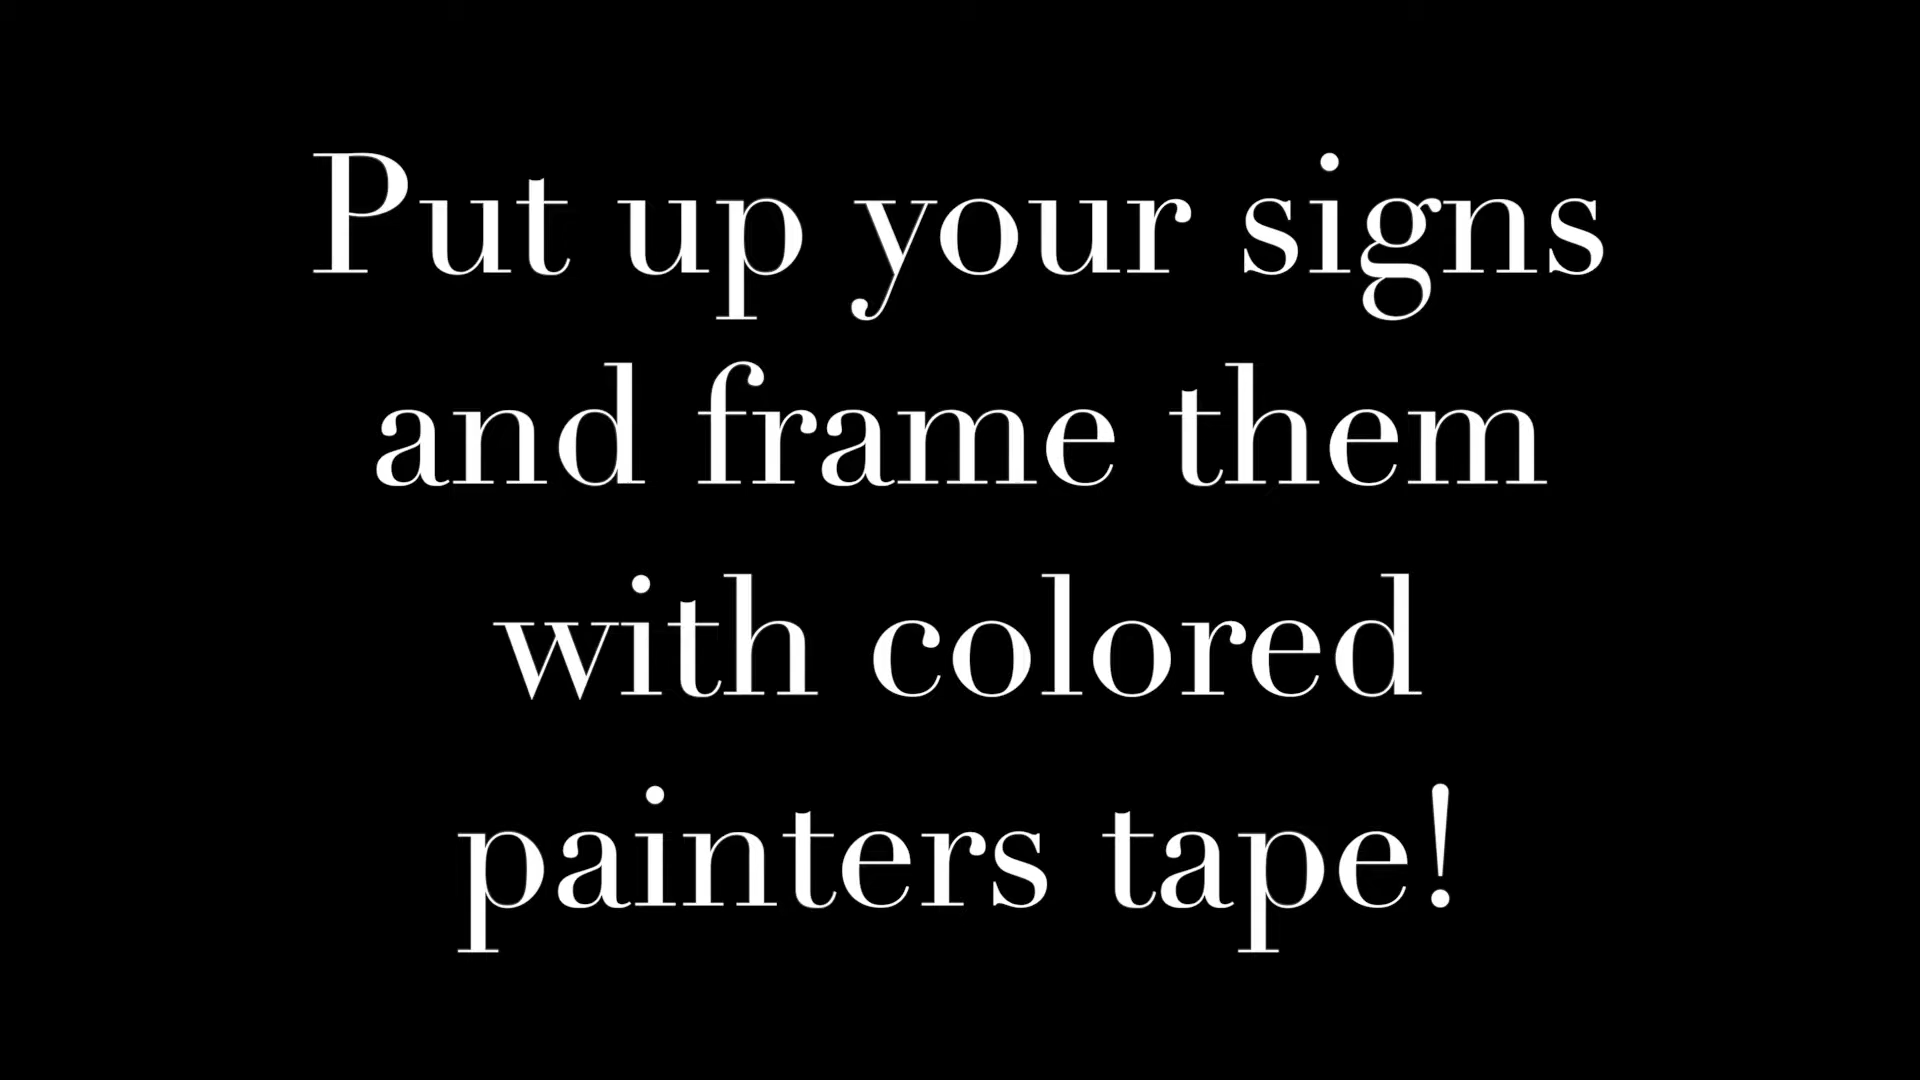 Put up your signs
and frame them
with colored
painters tape!